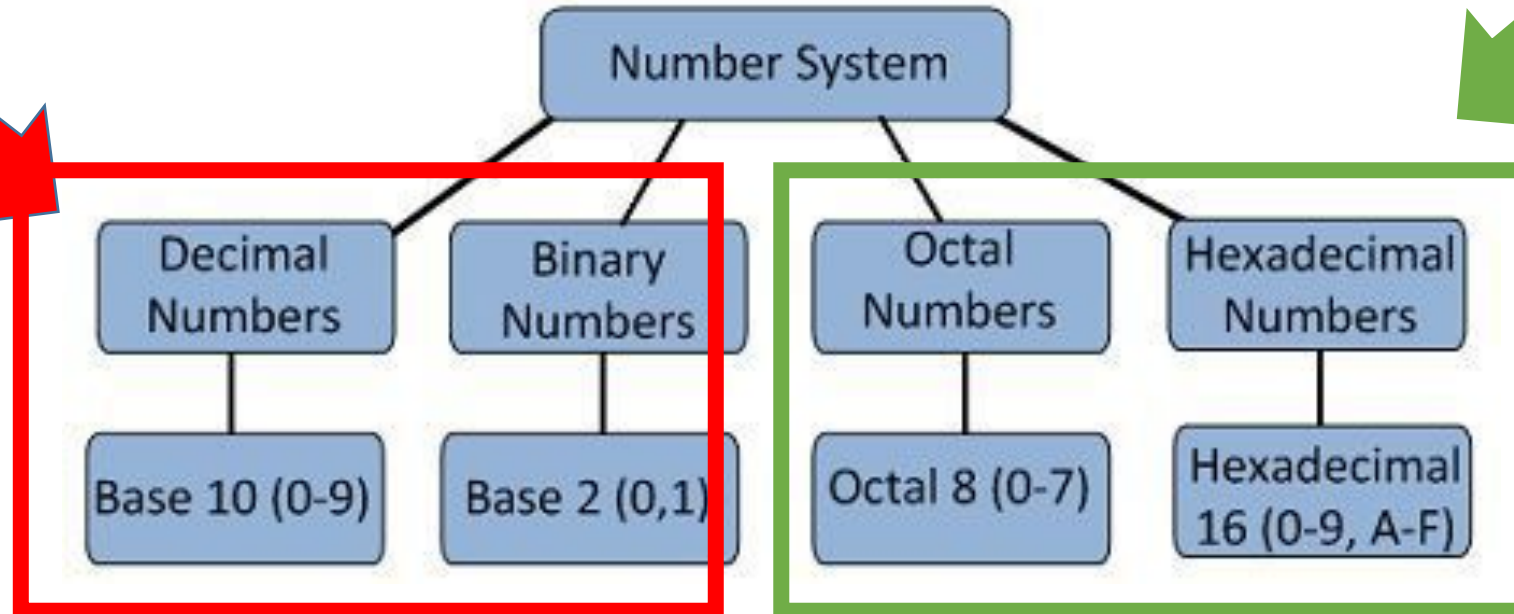 Number System
Decimal
Numbers
Binary
Numbers
Octal
Numbers
Hexadecimal
Numbers
Base 10 (0-9)
Base 2 (0,1)
Octal 8 (0-7)
Hexadecimal
16 (0-9, A-F)